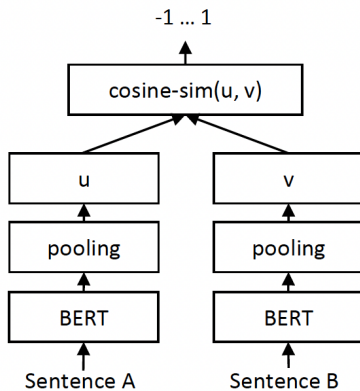 -1 … 1
cosine-sim(u, v)
u
v
pooling
pooling
BERT
BERT
Sentence A
Sentence B